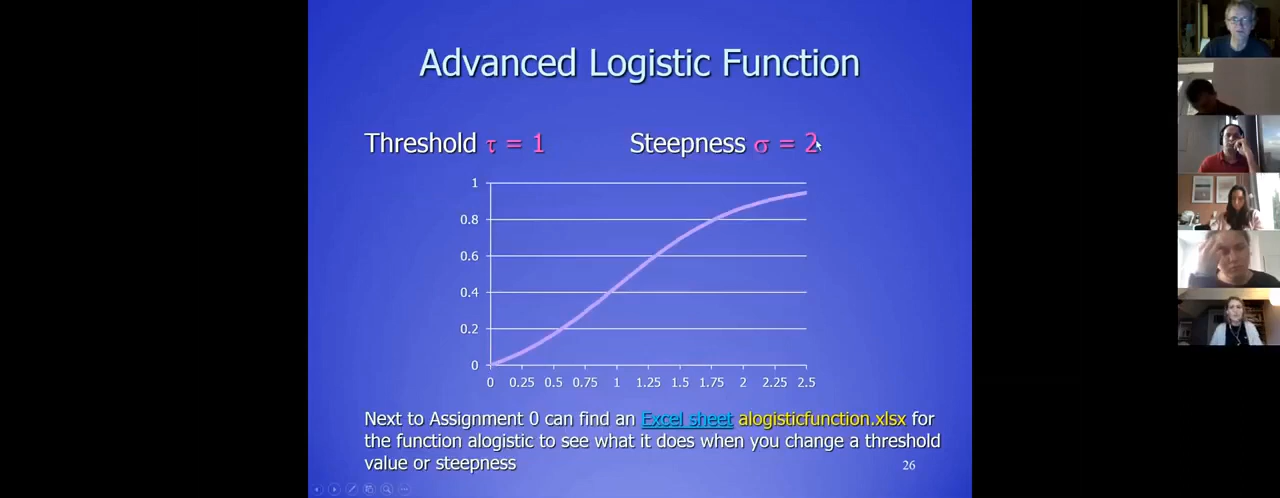 Advanced Logistic Function
Threshold τ = 1 Steepness σ = 2
1
0.8
0.6
0.4
0.2
0
0 0.25 0.5 0.75 1 1.25 1.5 1.75 2 2.25 2.5
Next to Assignment 0 can find an Excel sheet alogisticfunction.xlsx for
the function alogistic to see what it does when you change a threshold
value or steepness
26